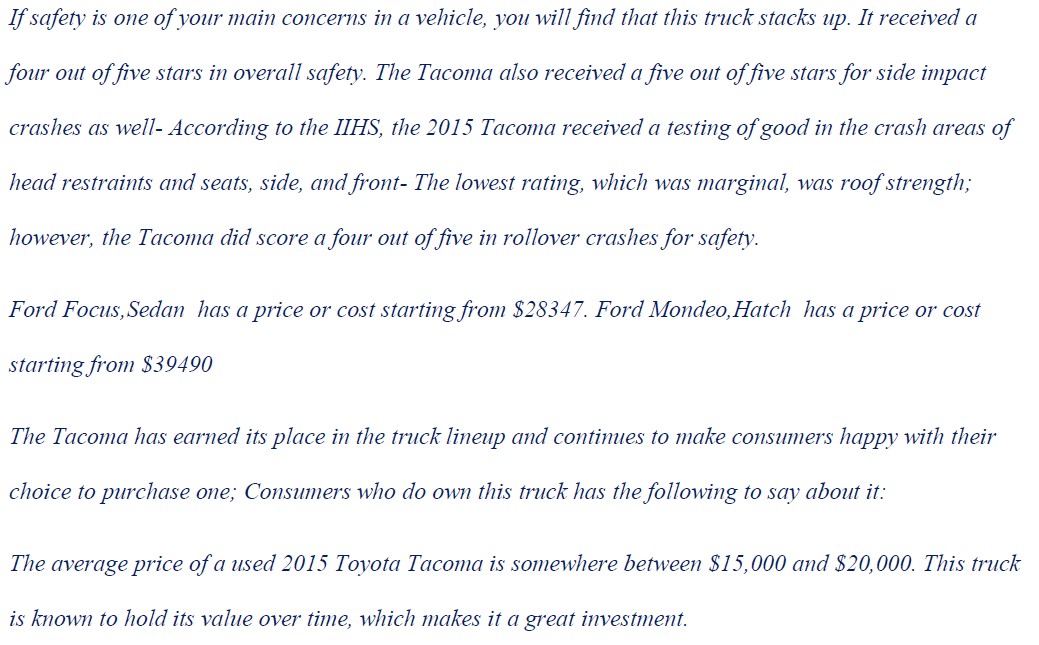 If safety is one of your main concerns in a vehicle, you will find that this truck stacks up. It received a
four out of five stars in overall safety. The Tacoma also received a five out of five stars for side impact
crashes as well- According to the IIHS, the 2015 Tacoma received a testing of good in the crash areas of
head restraints and seats, side, and front- The lowest rating, which was marginal, was roof strength;
however, the Tacoma did score a four out of five in rollover crashes for safety.
Ford Focus,Sedan  has a price or cost starting from $28347. Ford Mondeo,Hatch  has a price or cost
starting from $39490
The Tacoma has earned its place in the truck lineup and continues to make consumers happy with their
choice to purchase one; Consumers who do own this truck has the following to say about it:
The average price of a used 2015 Toyota Tacoma is somewhere between $15,000 and $20,000. This truck
is known to hold its value over time, which makes it a great investment.